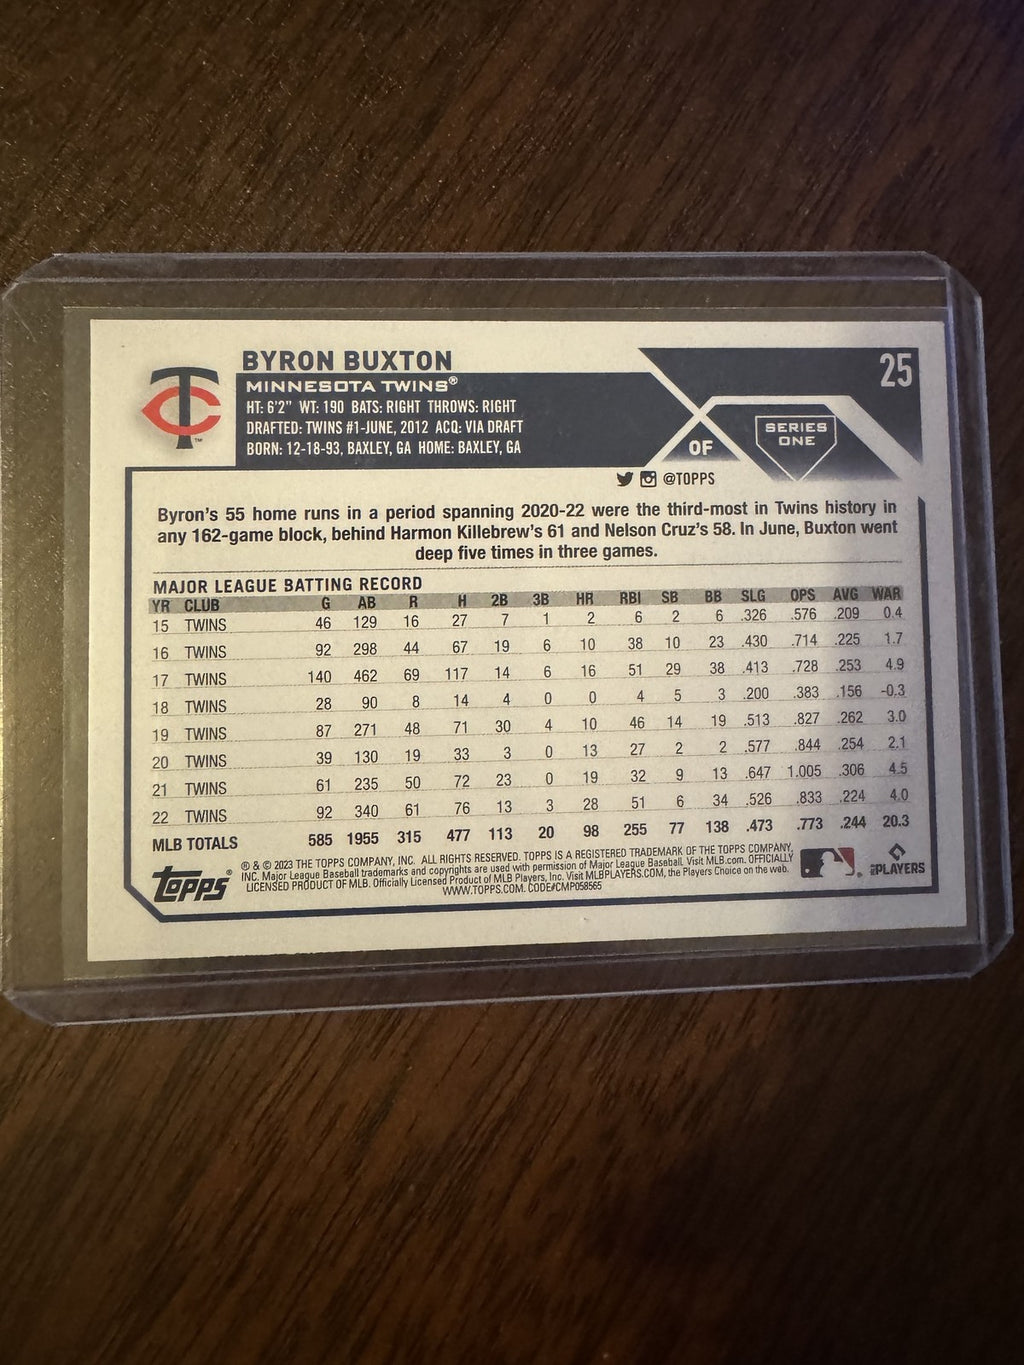 BYRON BUXTON
25
MINNESOTA TWINS®
HT: 6'2" WT: 190 BATS: RIGHT THROWS: RIGHT
DRAFTED: TWINS #1-JUNE, 2012 ACQ: VIA DRAFT
BORN: 12-18-93, BAXLEY, GA HOME: BAXLEY, GA
TC™
OF
SERIES
ONE
@TOPPS
Byron's 55 home runs in a period spanning 2020-22 were the third-most in Twins history in
any 162-game block, behind Harmon Killebrew's 61 and Nelson Cruz's 58. In June, Buxton went
deep five times in three games.
MAJOR LEAGUE BATTING RECORD
YR CLUB G AB R H 2B 3B HR RBI SB BB SLG OPS AVG WAR
15 TWINS 46 129 16 27 7 1 2 6 2 6 .326 .576 .209 0.4
16 TWINS 92 298 44 67 19 6 10 38 10 23 .430 .714 .225 1.7
17 TWINS 140 462 69 117 14 6 16 51 29 38 .413 .728 .253 4.9
18 TWINS 28 90 8 14 4 0 0 4 5 3 .200 .383 .156 -0.3
19 TWINS 87 271 48 71 30 4 10 46 14 19 .513 .827 .262 3.0
20 TWINS 39 130 19 33 3 0 13 27 2 2 .577 .844 .254 2.1
21 TWINS 61 235 50 72 23 0 19 32 9 13 .647 1.005 .306 4.5
22 TWINS 92 340 61 76 13 3 28 51 6 34 .526 .833 .224 4.0
MLB TOTALS 585 1955 315 477 113 20 98 255 77 138 .473 .773 .244 20.3
Topps®
® & © 2023 THE TOPPS COMPANY, INC. ALL RIGHTS RESERVED. TOPPS IS A REGISTERED TRADEMARK OF THE TOPPS COMPANY,
INC. Major League Baseball trademarks and copyrights are used with permission of Major League Baseball. Visit MLB.com. OFFICIALLY
LICENSED PRODUCT OF MLB. Officially Licensed Product of MLB Players, Inc. Visit MLBPLAYERS.COM, the Players Choice on the web.
WWW.TOPPS.COM. CODE#CMP058565
MLB PLAYERS